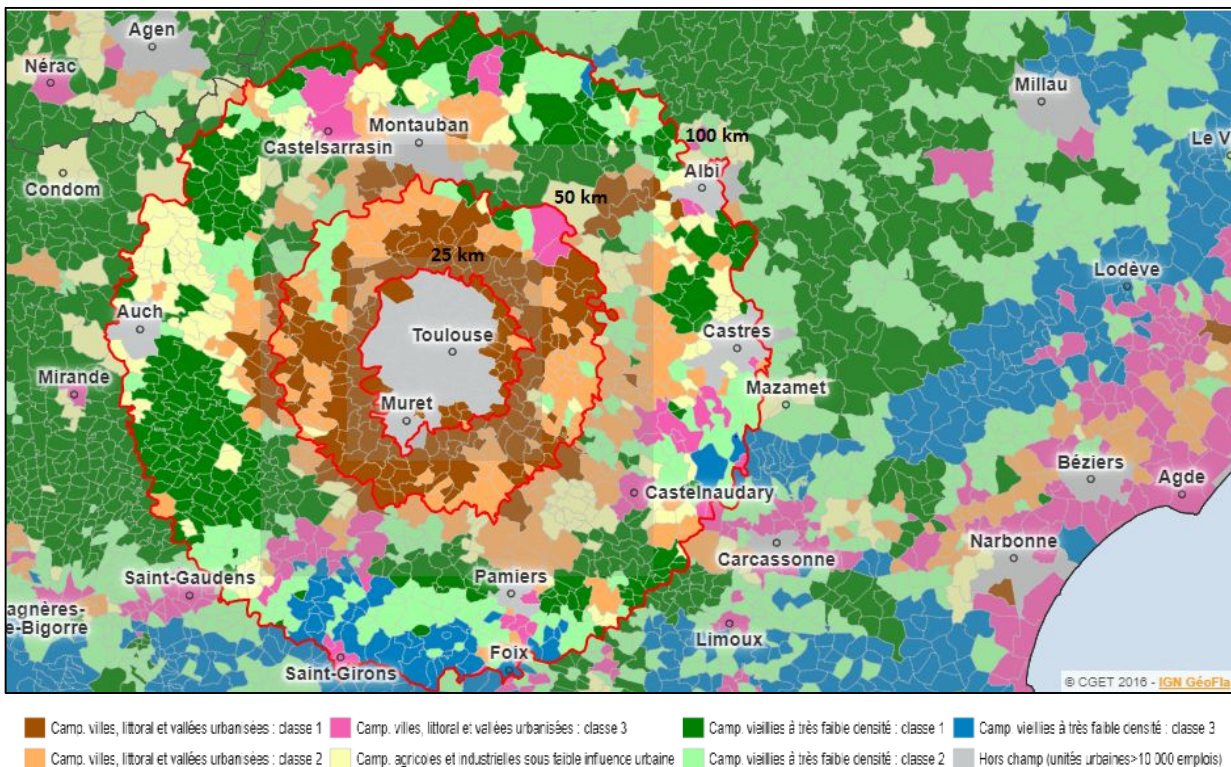 Agen
Nérac
Millau
Montauban
Le V
Castelsarrasin
100 km
Condom
Albi
50 km
25 km
Lodève
Auch
Toulouse
Castres
Mirande
Mazamet
Muret
Béziers
Agde
Castelnaudary
Narbonne
Carcassonne
Saint-Gaudens
Pamiers
agnères-
e-Bigorre
Limoux
Foix
Saint-Girons
© CGET 2016 - IGN GéoFla
Camp. villes, littoral et vallées urbanisées : classe 1
Camp. villes, littoral et vallées urbanisées : classe 3
Camp. vieillies à très faible densité : classe 1
Camp. vieillies à très faible densité : classe 3
Camp. villes, littoral et vallées urbanisées : classe 2
Camp. agricoles et industrielles sous faible influence urbaine
Camp. vieillies à très faible densité : classe 2
Hors champ (unités urbaines>10 000 emplois)